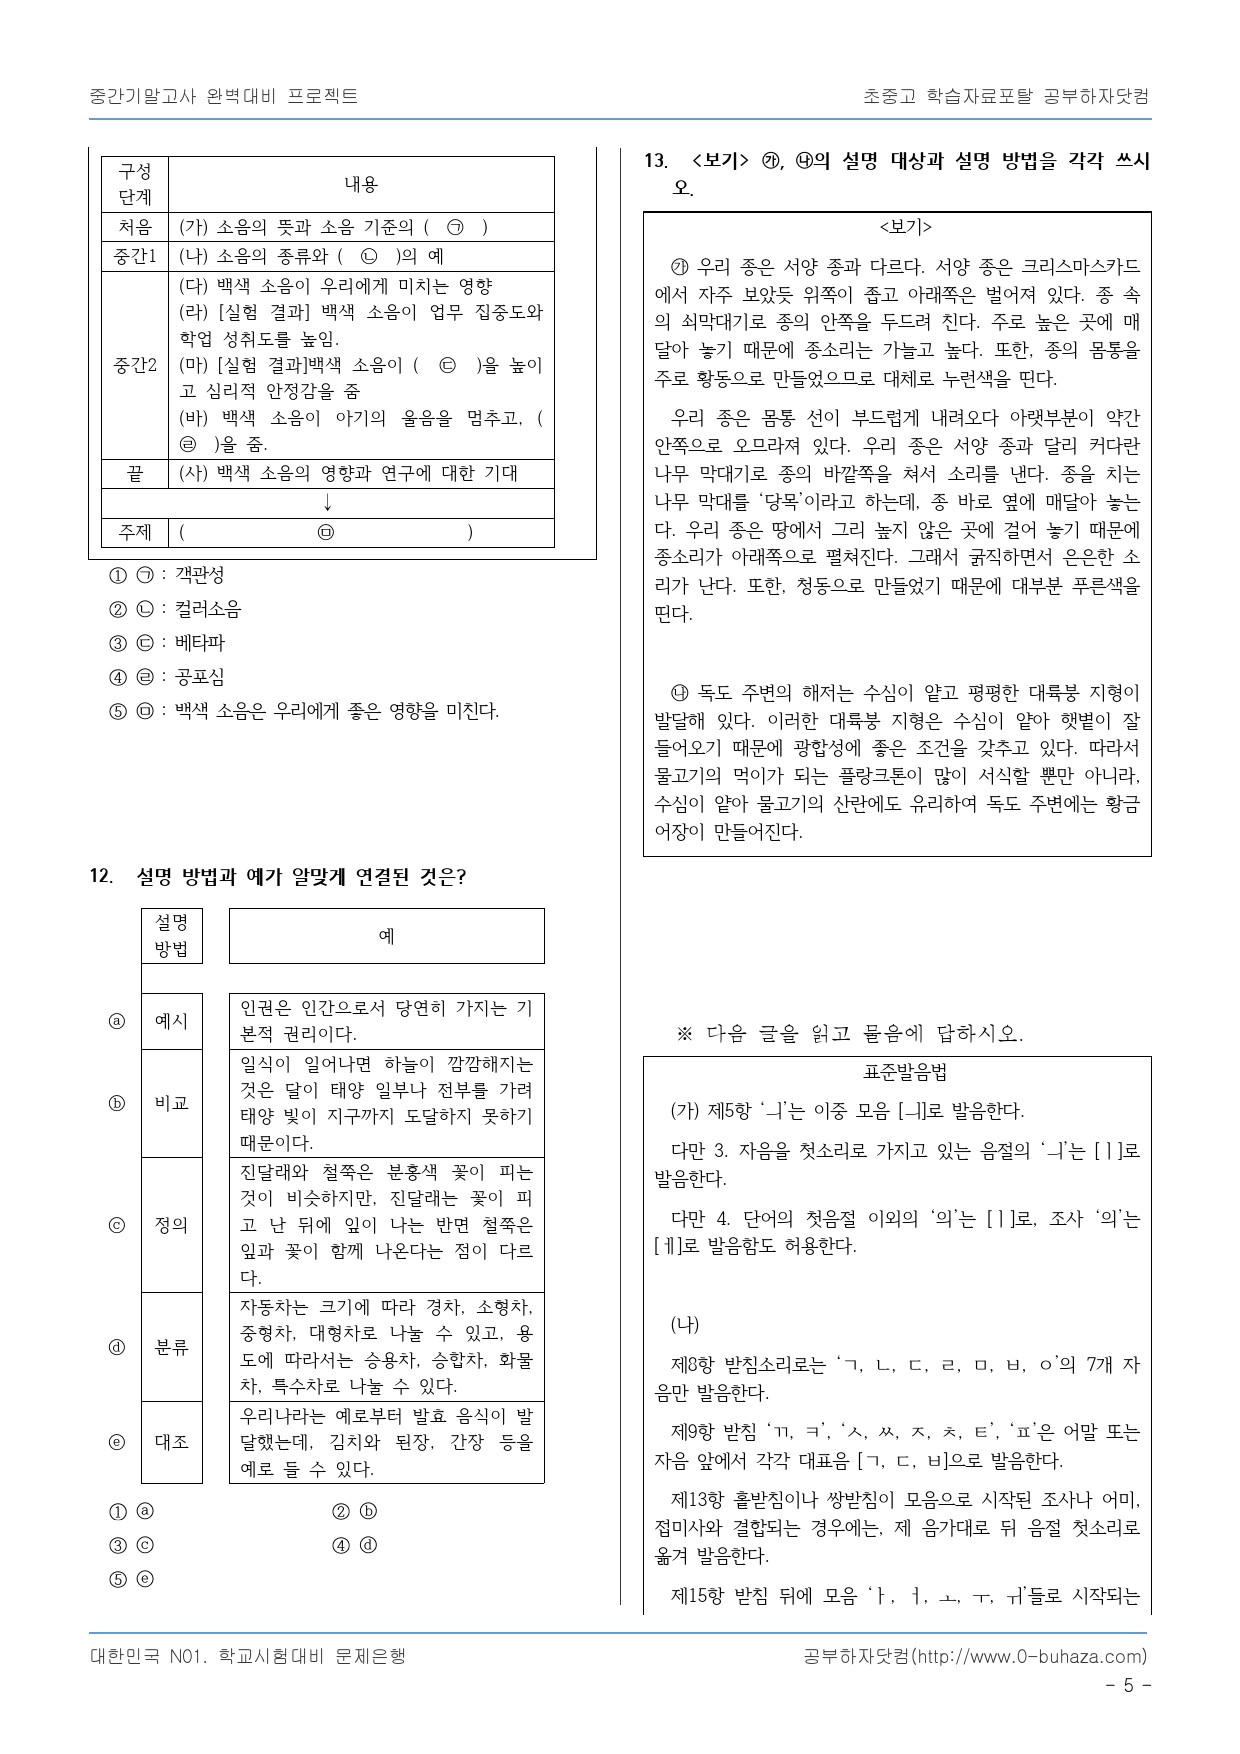 중간기말고사 완벽대비 프로젝트
초중고 학습자료포탈 공부하자닷컴
구성
단계
내용
처음
(가) 소음의 뜻과 소음 기준의 ( ㉠ )
중간1
(나) 소음의 종류와 ( ㉡ )의 예
중간2
(다) 백색 소음이 우리에게 미치는 영향
(라) [실험 결과] 백색 소음이 업무 집중도와
학업 성취도를 높임.
(마) [실험 결과]백색 소음이 ( ㉢ )을 높이
고 심리적 안정감을 줌
(바) 백색 소음이 아기의 울음을 멈추고, (
㉣ )을 줌.
끝
(사) 백색 소음의 영향과 연구에 대한 기대
↓
주제
( ㉤ )
① ㉠ : 객관성
② ㉡ : 컬러소음
③ ㉢ : 베타파
④ ㉣ : 공포심
⑤ ㉤ : 백색 소음은 우리에게 좋은 영향을 미친다.
12. 설명 방법과 예가 알맞게 연결된 것은?
설명
방법
예
ⓐ
예시
인권은 인간으로서 당연히 가지는 기
본적 권리이다.
ⓑ
비교
일식이 일어나면 하늘이 깜깜해지는
것은 달이 태양 일부나 전부를 가려
태양 빛이 지구까지 도달하지 못하기
때문이다.
ⓒ
정의
진달래와 철쭉은 분홍색 꽃이 피는
것이 비슷하지만, 진달래는 꽃이 피
고 난 뒤에 잎이 나는 반면 철쭉은
잎과 꽃이 함께 나온다는 점이 다르
다.
ⓓ
분류
자동차는 크기에 따라 경차, 소형차,
중형차, 대형차로 나눌 수 있고, 용
도에 따라서는 승용차, 승합차, 화물
차, 특수차로 나눌 수 있다.
ⓔ
대조
우리나라는 예로부터 발효 음식이 발
달했는데, 김치와 된장, 간장 등을
예로 들 수 있다.
① ⓐ ② ⓑ
③ ⓒ ④ ⓓ
⑤ ⓔ
13. <보기> ㉮, ㉯의 설명 대상과 설명 방법을 각각 쓰시
오.
<보기>
㉮ 우리 종은 서양 종과 다르다. 서양 종은 크리스마스카드
에서 자주 보았듯 위쪽이 좁고 아래쪽은 벌어져 있다. 종 속
의 쇠막대기로 종의 안쪽을 두드려 친다. 주로 높은 곳에 매
달아 놓기 때문에 종소리는 가늘고 높다. 또한, 종의 몸통을
주로 황동으로 만들었으므로 대체로 누런색을 띤다.
우리 종은 몸통 선이 부드럽게 내려오다 아랫부분이 약간
안쪽으로 오므라져 있다. 우리 종은 서양 종과 달리 커다란
나무 막대기로 종의 바깥쪽을 쳐서 소리를 낸다. 종을 치는
나무 막대를 ‘당목’이라고 하는데, 종 바로 옆에 매달아 놓는
다. 우리 종은 땅에서 그리 높지 않은 곳에 걸어 놓기 때문에
종소리가 아래쪽으로 펼쳐진다. 그래서 굵직하면서 은은한 소
리가 난다. 또한, 청동으로 만들었기 때문에 대부분 푸른색을
띤다.
㉯ 독도 주변의 해저는 수심이 얕고 평평한 대륙붕 지형이
발달해 있다. 이러한 대륙붕 지형은 수심이 얕아 햇볕이 잘
들어오기 때문에 광합성에 좋은 조건을 갖추고 있다. 따라서
물고기의 먹이가 되는 플랑크톤이 많이 서식할 뿐만 아니라,
수심이 얕아 물고기의 산란에도 유리하여 독도 주변에는 황금
어장이 만들어진다.
※ 다음 글을 읽고 물음에 답하시오.
표준발음법
(가) 제5항 ‘ㅢ’는 이중 모음 [ㅢ]로 발음한다.
다만 3. 자음을 첫소리로 가지고 있는 음절의 ‘ㅢ’는 [ㅣ]로
발음한다.
다만 4. 단어의 첫음절 이외의 ‘의’는 [ㅣ]로, 조사 ‘의’는
[ㅔ]로 발음함도 허용한다.
(나)
제8항 받침소리로는 ‘ㄱ, ㄴ, ㄷ, ㄹ, ㅁ, ㅂ, ㅇ’의 7개 자
음만 발음한다.
제9항 받침 ‘ㄲ, ㅋ’, ‘ㅅ, ㅆ, ㅈ, ㅊ, ㅌ’, ‘ㅍ’은 어말 또는
자음 앞에서 각각 대표음 [ㄱ, ㄷ, ㅂ]으로 발음한다.
제13항 홑받침이나 쌍받침이 모음으로 시작된 조사나 어미,
접미사와 결합되는 경우에는, 제 음가대로 뒤 음절 첫소리로
옮겨 발음한다.
제15항 받침 뒤에 모음 ‘ㅏ, ㅓ, ㅗ, ㅜ, ㅟ’들로 시작되는
대한민국 N01. 학교시험대비 문제은행
공부하자닷컴(http://www.0-buhaza.com)
- 5 -